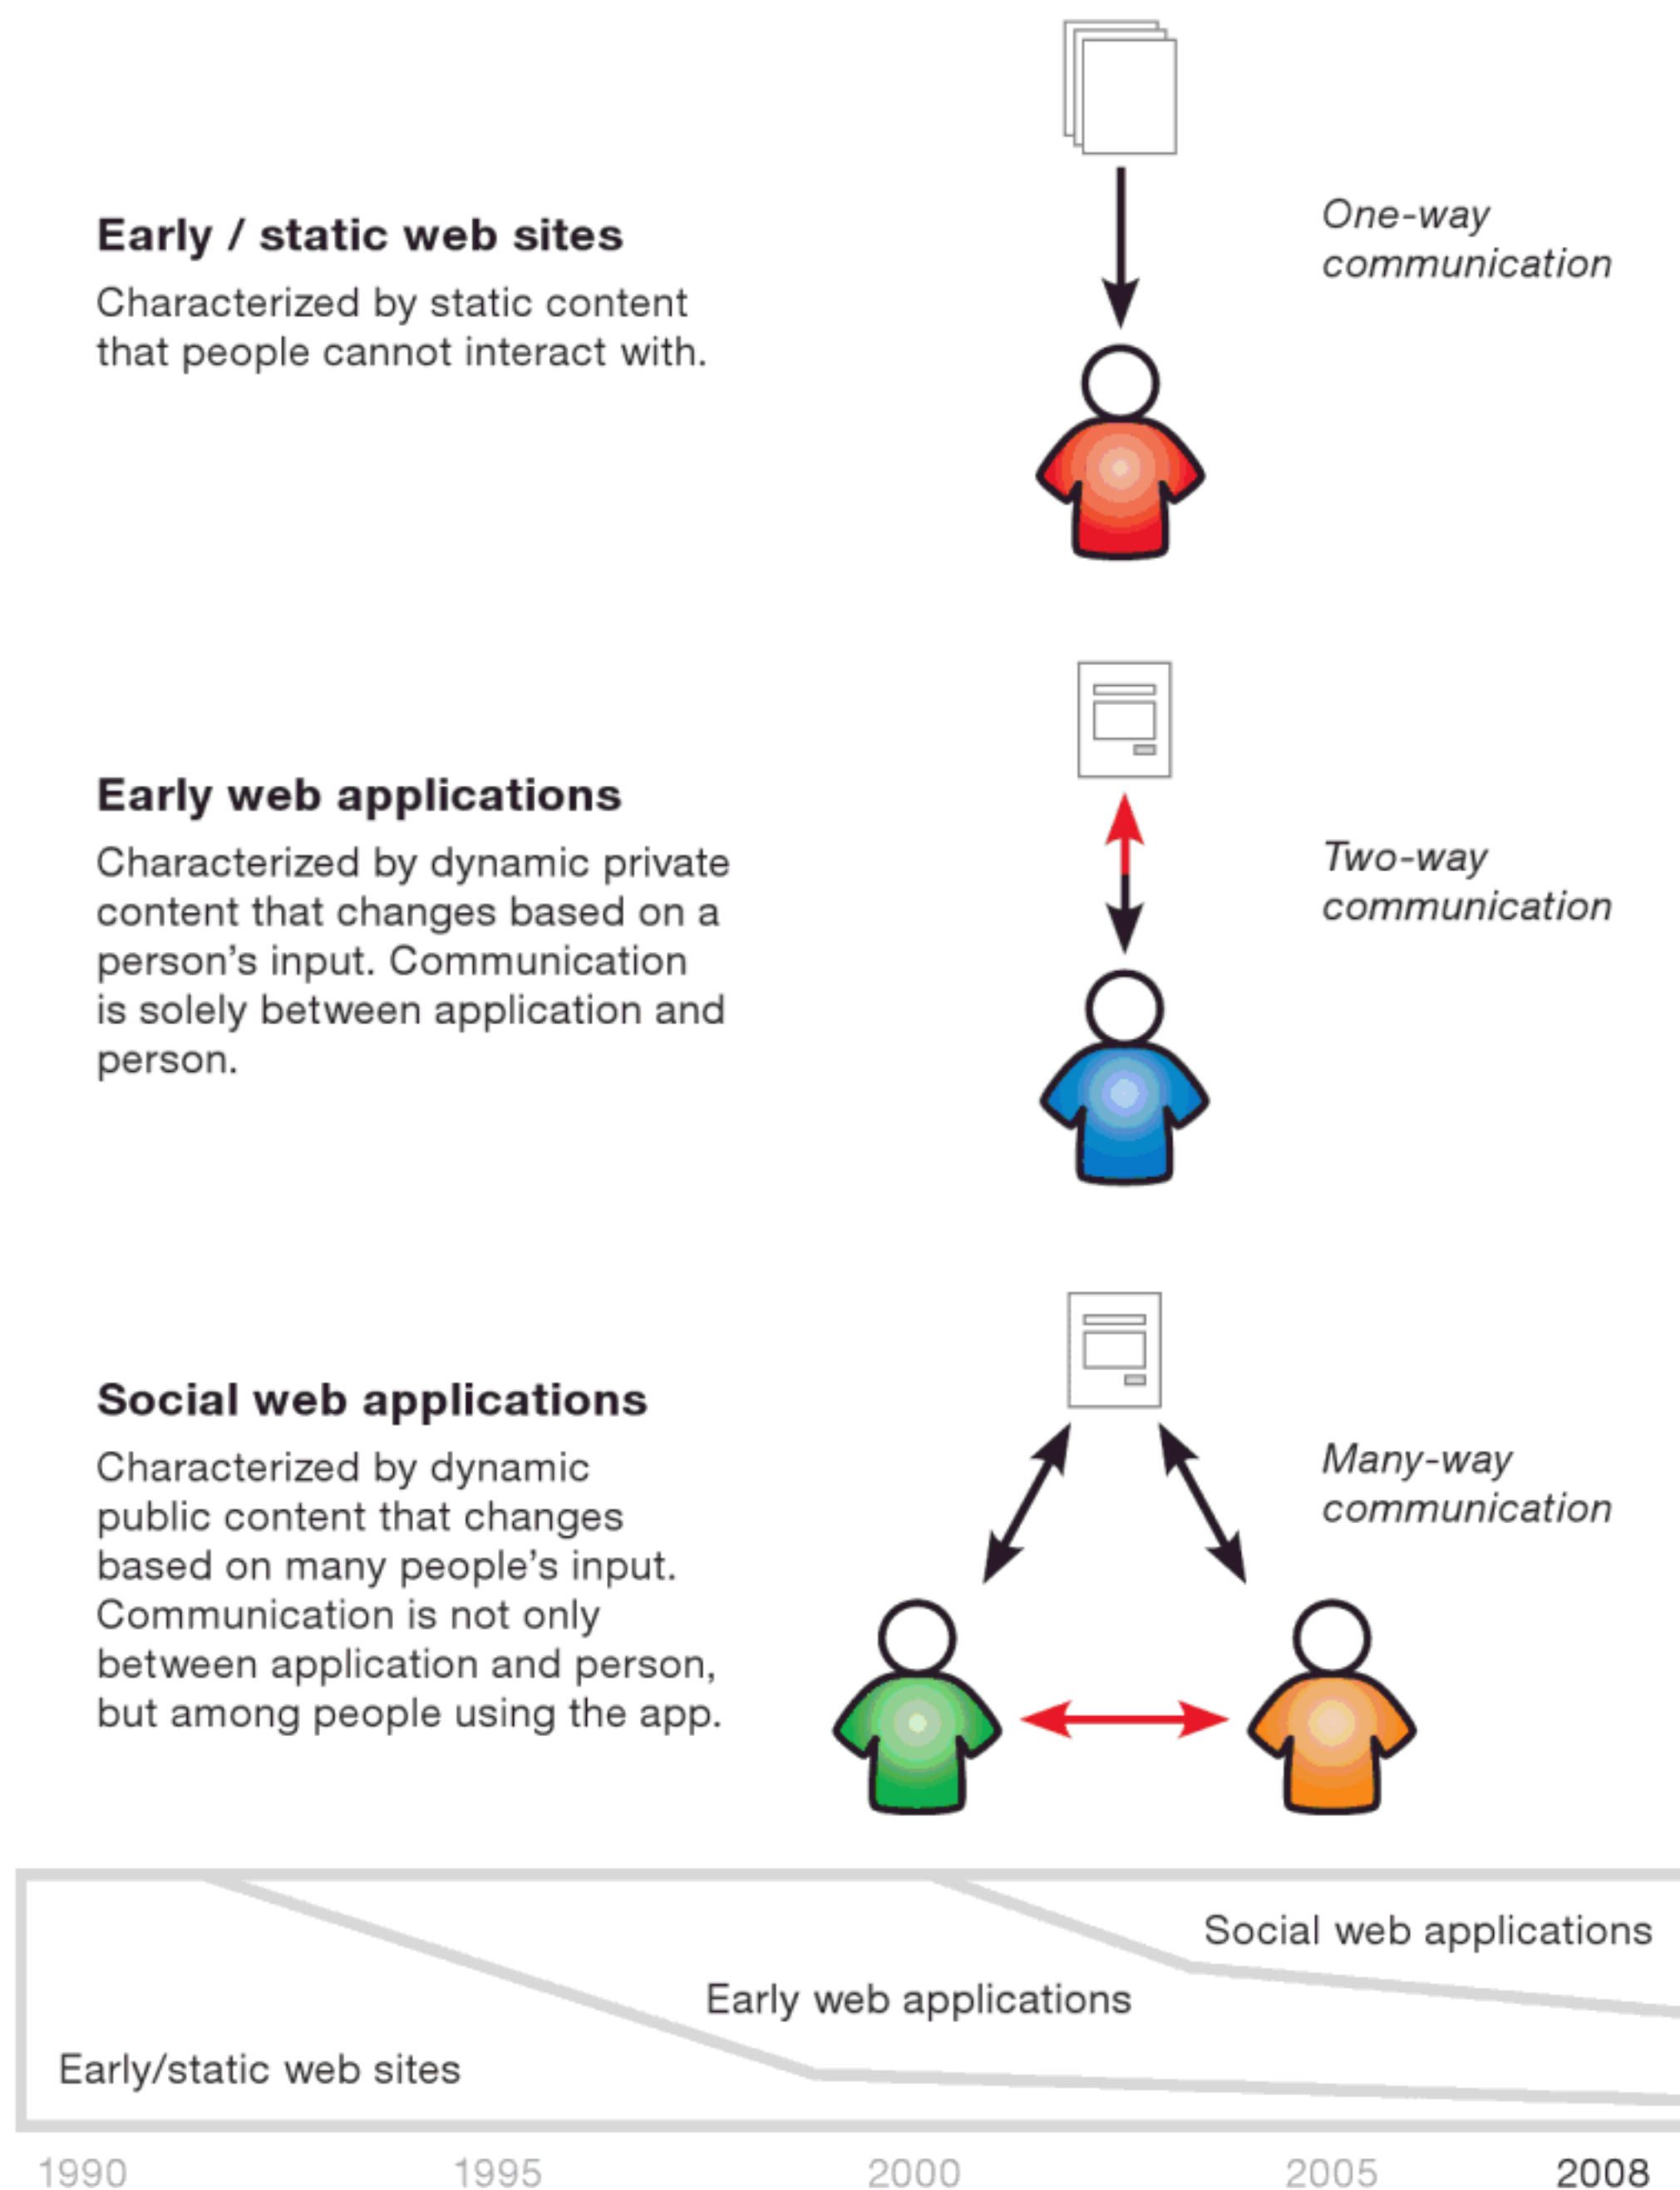 Early / static web sites
Characterized by static content
that people cannot interact with.
One-way
communication
Early web applications
Characterized by dynamic private
content that changes based on a
person’s input. Communication
is solely between application and
person.
Two-way
communication
Social web applications
Characterized by dynamic
public content that changes
based on many people’s input.
Communication is not only
between application and person,
but among people using the app.
Many-way
communication
Social web applications
Early web applications
Early/static web sites
1990 1995 2000 2005 2008